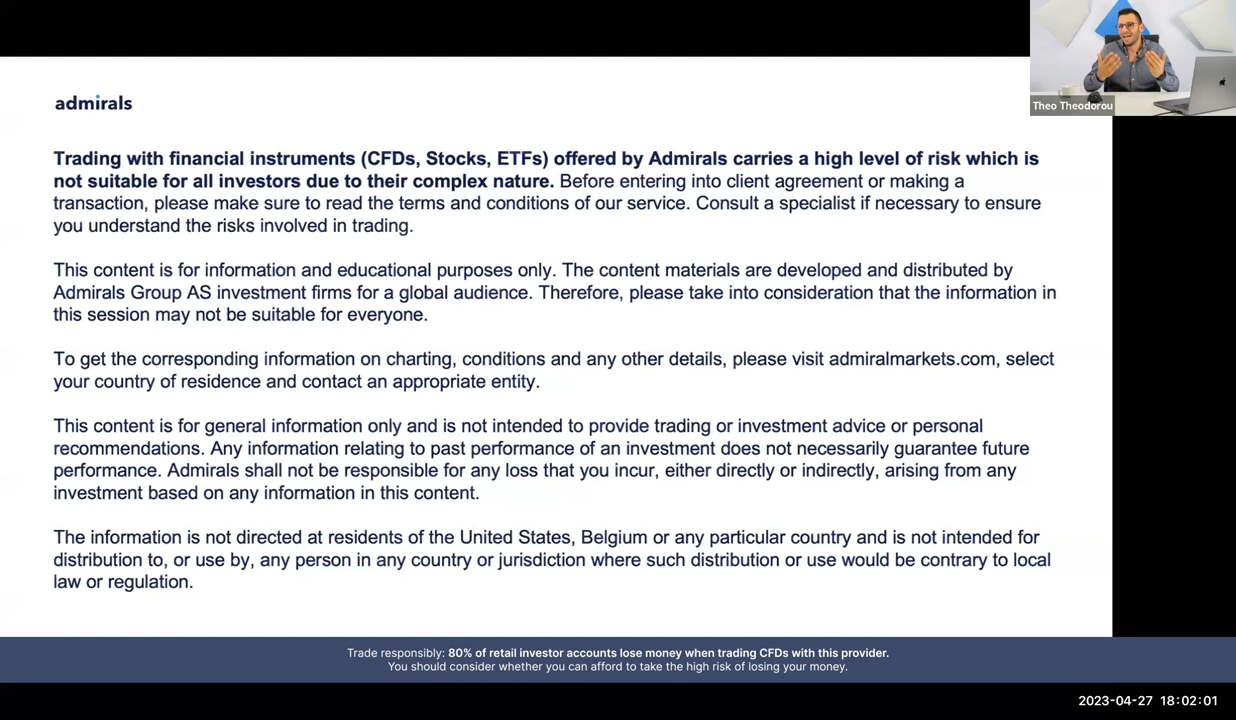 Theo Theodorou
admirals
Trading with financial instruments (CFDs, Stocks, ETFs) offered by Admirals carries a high level of risk which is
not suitable for all investors due to their complex nature. Before entering into client agreement or making a
transaction, please make sure to read the terms and conditions of our service. Consult a specialist if necessary to ensure
you understand the risks involved in trading.
This content is for information and educational purposes only. The content materials are developed and distributed by
Admirals Group AS investment firms for a global audience. Therefore, please take into consideration that the information in
this session may not be suitable for everyone.
To get the corresponding information on charting, conditions and any other details, please visit admiralmarkets.com, select
your country of residence and contact an appropriate entity.
This content is for general information only and is not intended to provide trading or investment advice or personal
recommendations. Any information relating to past performance of an investment does not necessarily guarantee future
performance. Admirals shall not be responsible for any loss that you incur, either directly or indirectly, arising from any
investment based on any information in this content.
The information is not directed at residents of the United States, Belgium or any particular country and is not intended for
distribution to, or use by, any person in any country or jurisdiction where such distribution or use would be contrary to local
law or regulation.
Trade responsibly: 80% of retail investor accounts lose money when trading CFDs with this provider.
You should consider whether you can afford to take the high risk of losing your money.
2023-04-27 18:02:01